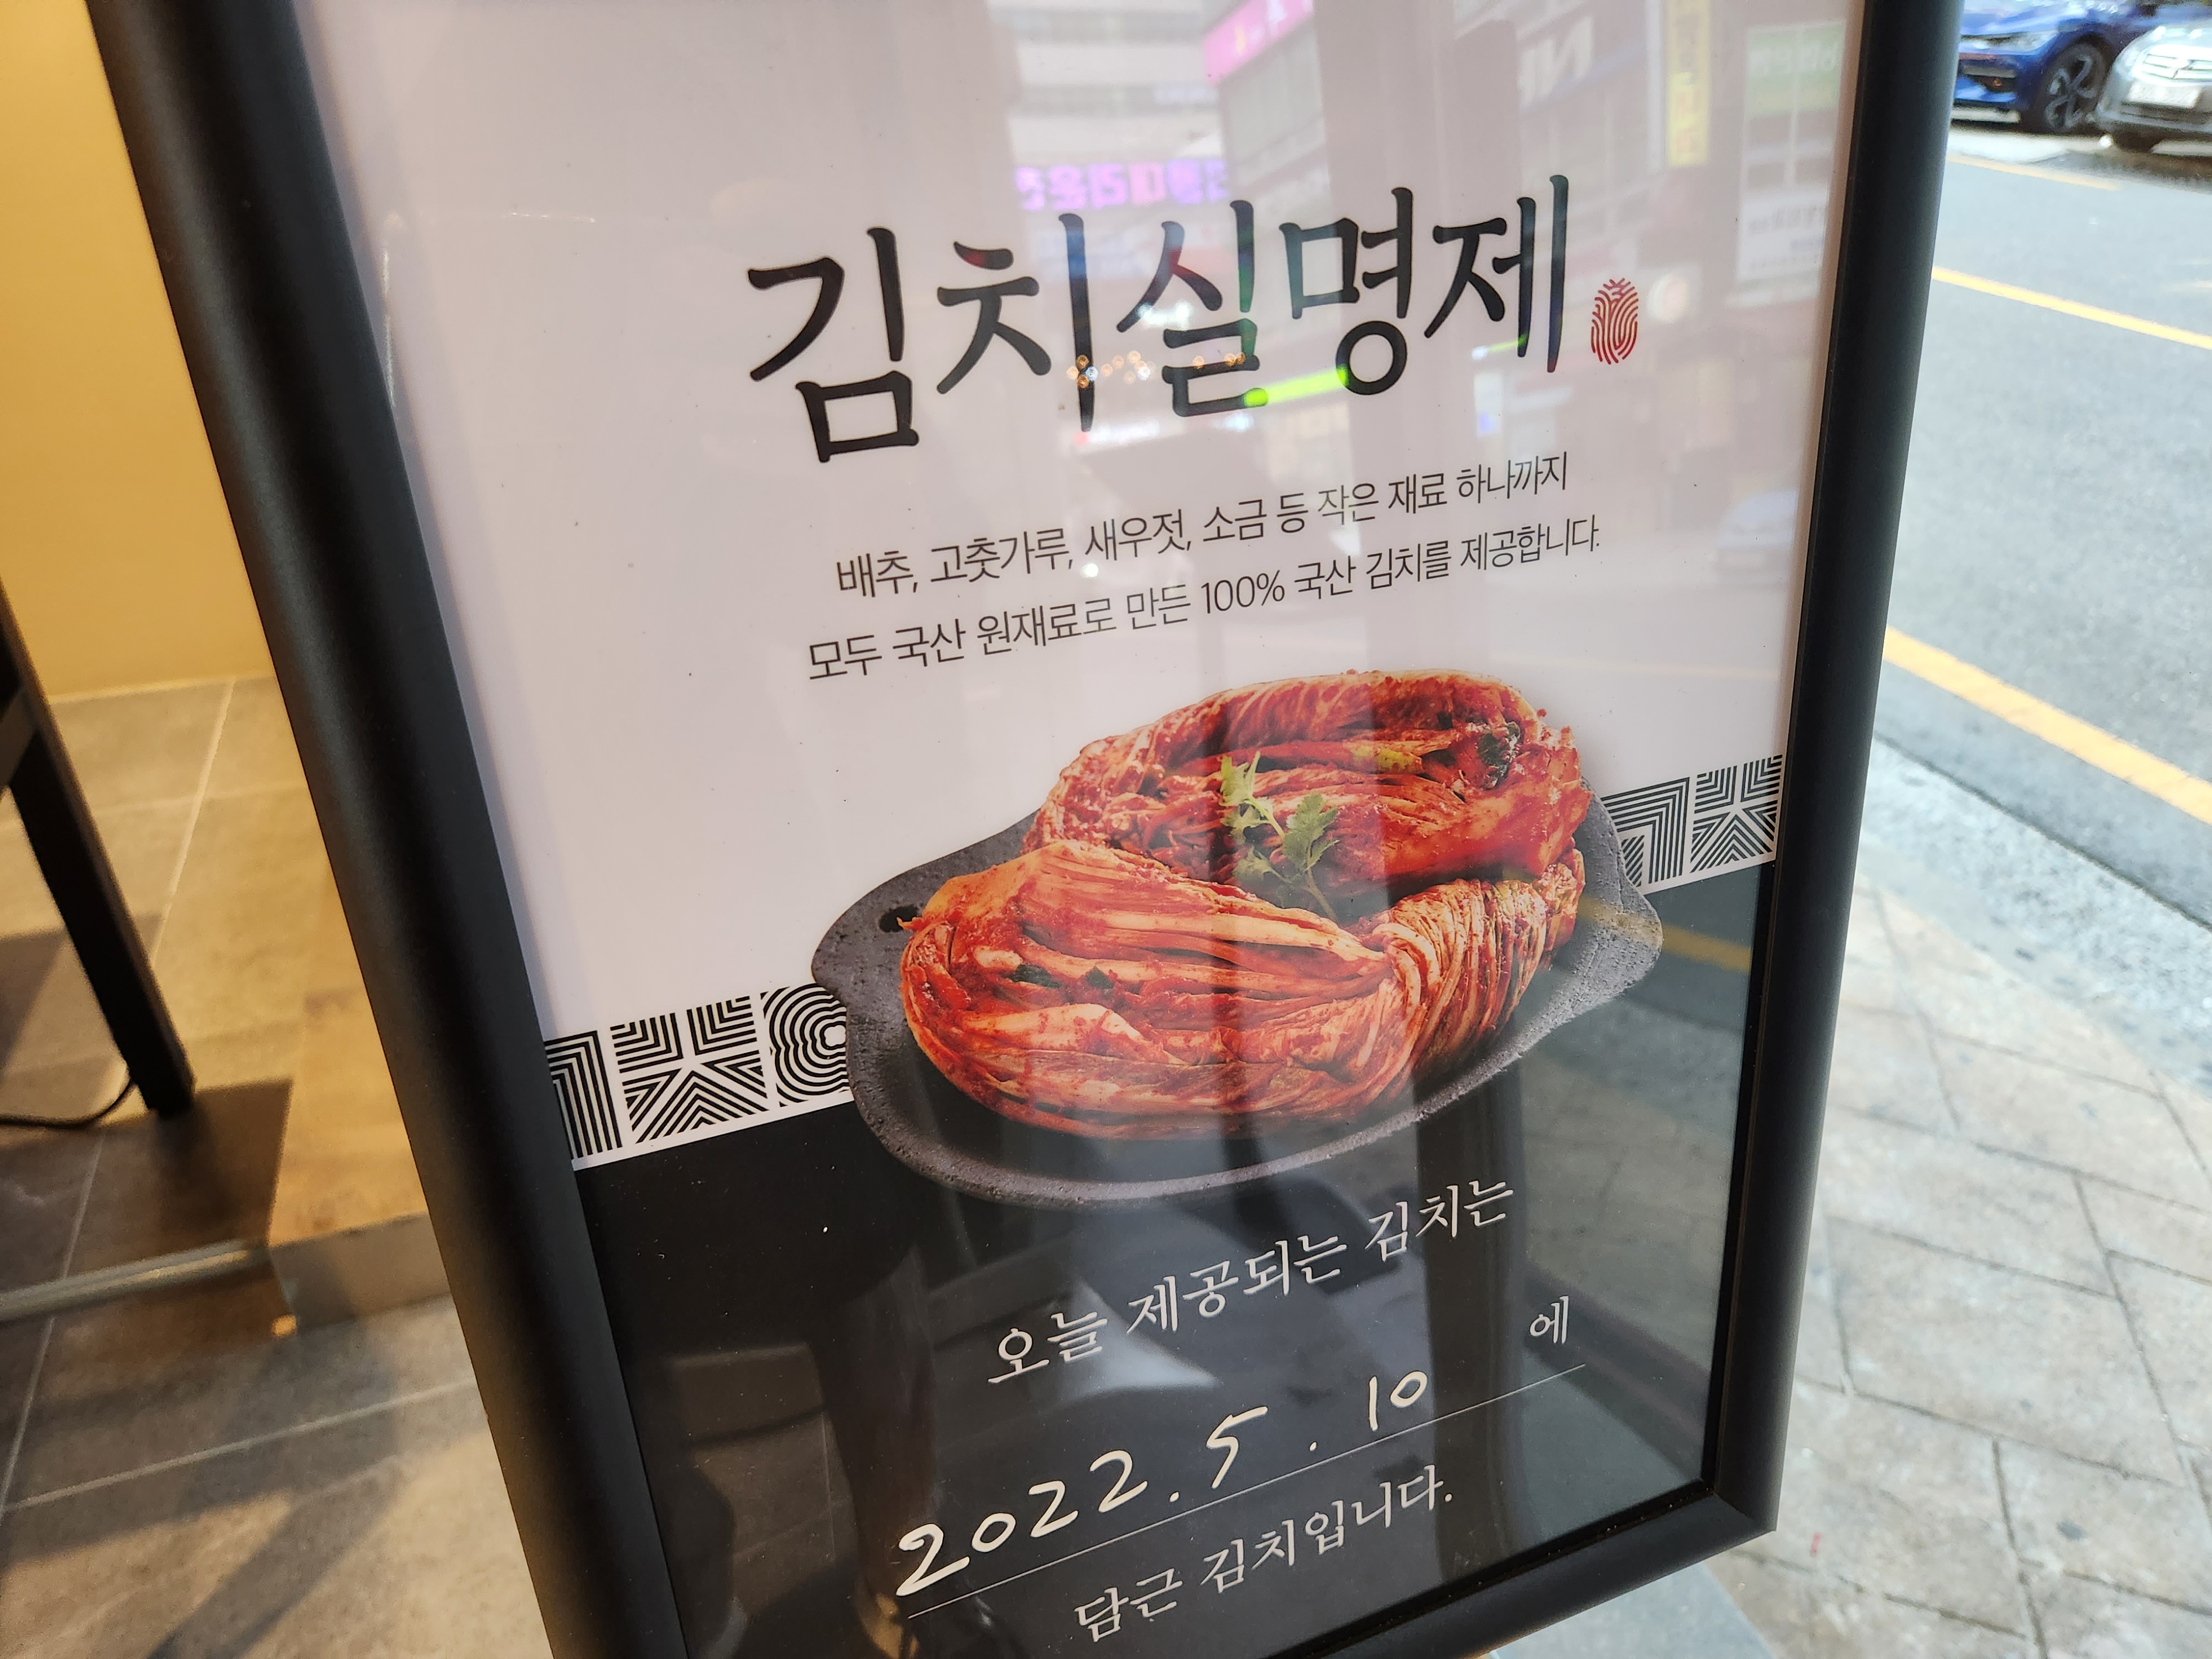 김치실명제
배추, 고춧가루, 새우젓, 소금 등 작은 재료 하나까지
모두 국산 원재료로 만든 100% 국산 김치를 제공합니다.
오늘 제공되는 김치는
2022. 5. 10 에
담근 김치입니다.